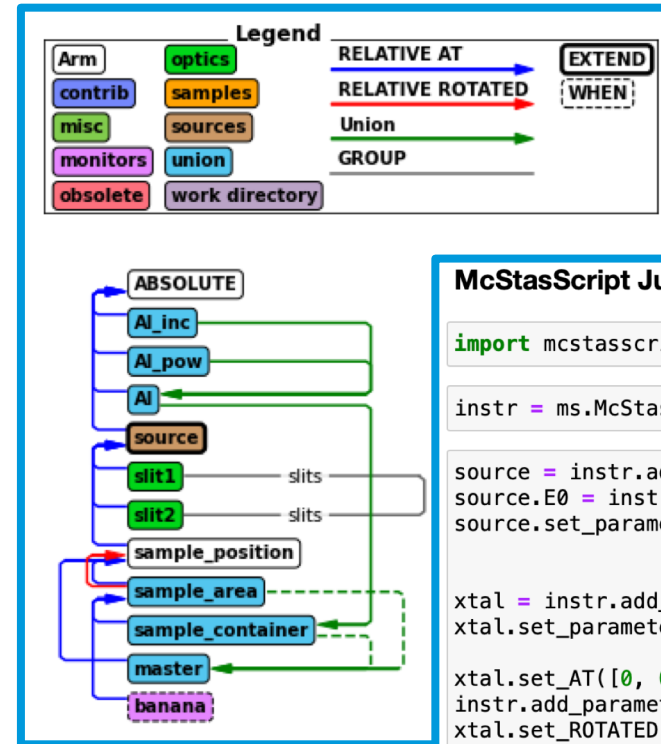 Legend
Arm optics RELATIVE AT EXTEND
contrib samples RELATIVE ROTATED WHEN
misc sources Union
monitors union GROUP
obsolete work directory
ABSOLUTE
Al_inc
Al_pow
Al
source
slit1 slits
slit2 slits
sample_position
sample_area
sample_container
master
banana
McStasScript Ju
import mcstasscri
instr = ms.McStas
source = instr.ad
source.E0 = inst
source.set_parame
xtal = instr.add_
xtal.set_paramete
xtal.set_AT([0, 
instr.add_paramet
xtal.set_ROTATED